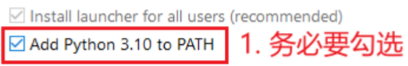 Install launcher for all users (recommended)
Add Python 3.10 to PATH 1. 务必要勾选